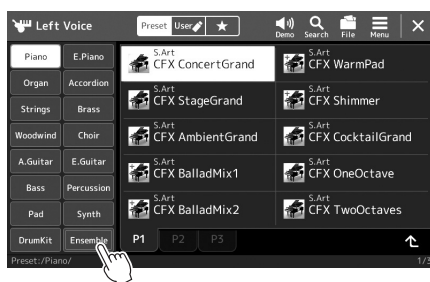 Left Voice
Preset User ★
Demo Search File Menu
Piano E.Piano
Organ Accordion
Strings Brass
Woodwind Choir
A.Guitar E.Guitar
Bass Percussion
Pad Synth
DrumKit Ensemble
S.Art
CFX ConcertGrand
S.Art
CFX WarmPad
S.Art
CFX StageGrand
S.Art
CFX Shimmer
S.Art
CFX AmbientGrand
S.Art
CFX CocktailGrand
S.Art
CFX BalladMix1
S.Art
CFX OneOctave
S.Art
CFX BalladMix2
S.Art
CFX TwoOctaves
P1 P2 P3
Preset:/Piano/ 1/3